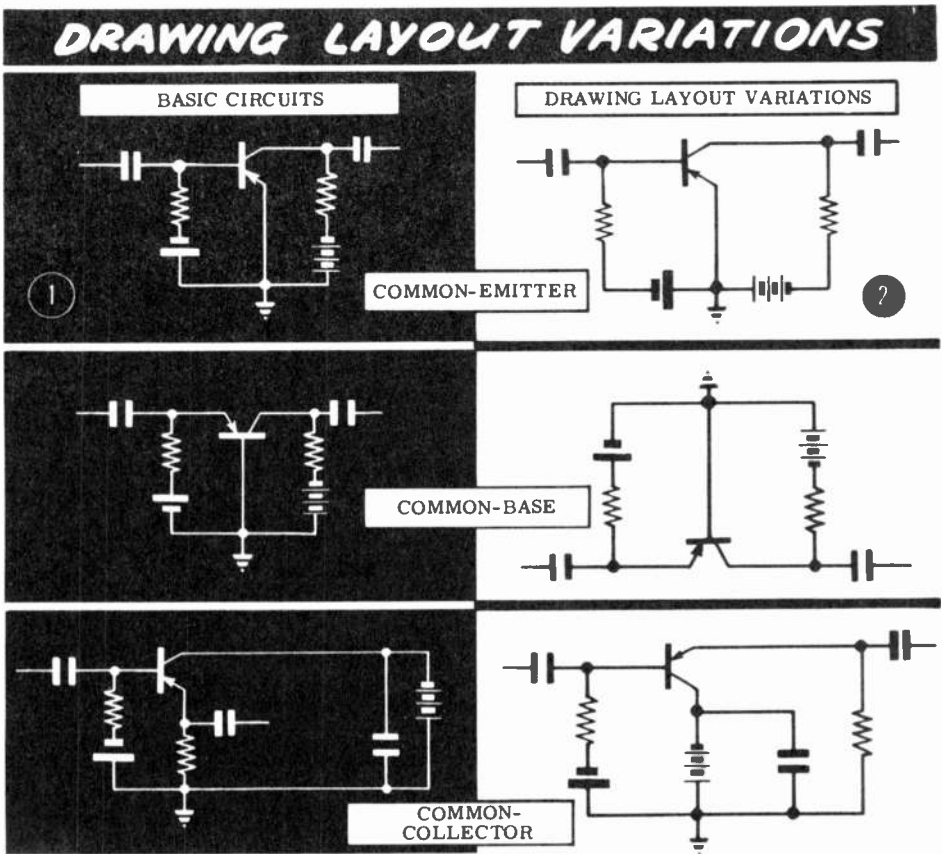 DRAWING LAYOUT VARIATIONS
BASIC CIRCUITS
DRAWING LAYOUT VARIATIONS
1
COMMON-EMITTER
2
COMMON-BASE
COMMON-
COLLECTOR